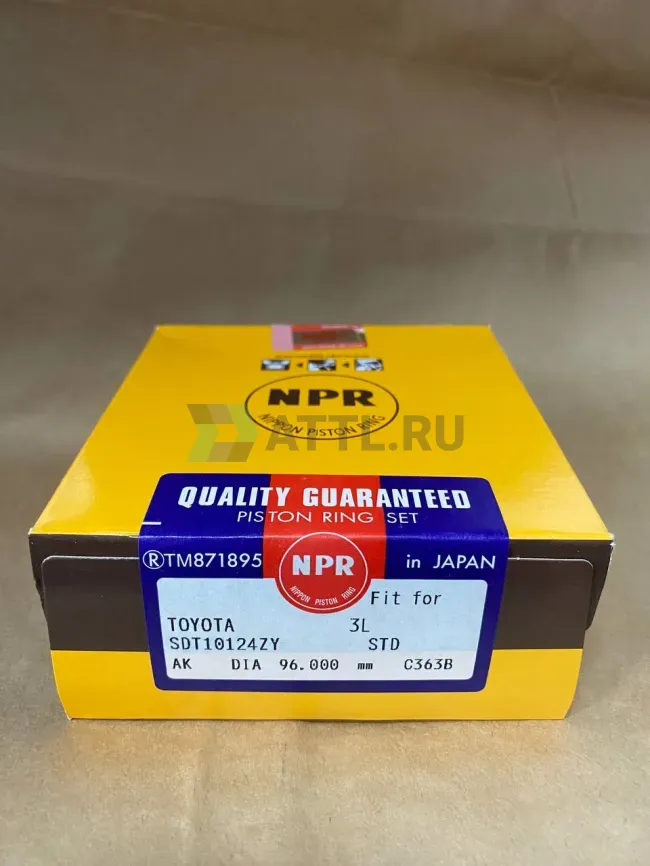 NPR
NIPPON PISTON RING
ATTL.RU
QUALITY GUARANTEED
PISTON RING SET
®TM871895 in JAPAN
NPR
NIPPON PISTON RING
Fit for
TOYOTA 3L
SDT10124ZY STD
AK DIA 96.000 mm C363B